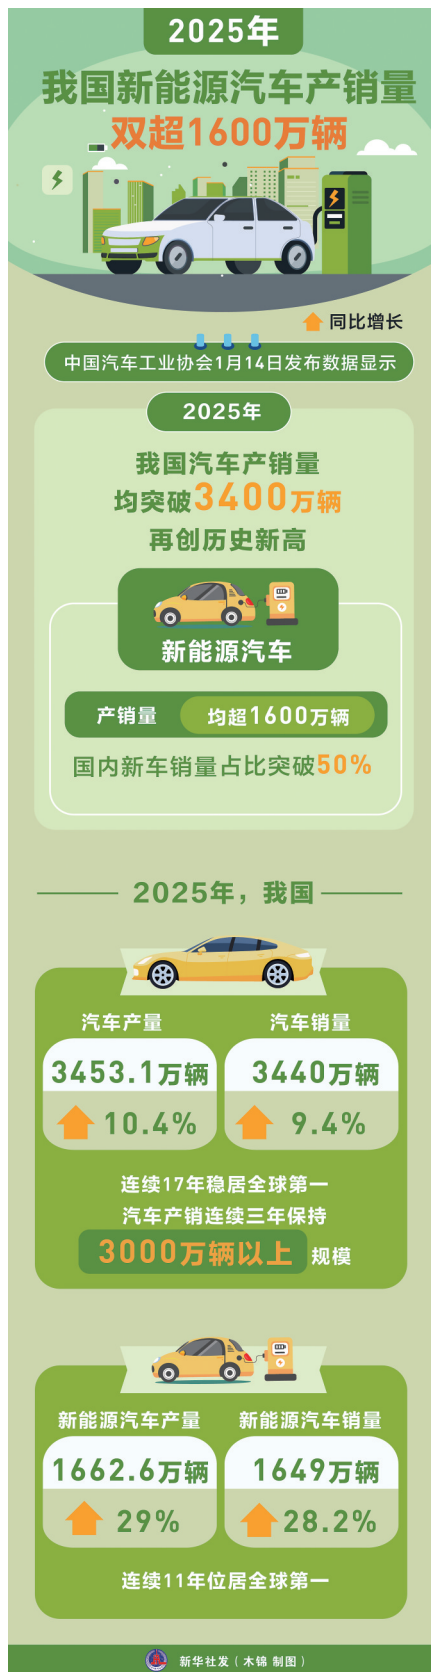 2025年
我国新能源汽车产销量
双超1600万辆
同比增长
中国汽车工业协会1月14日发布数据显示
2025年
我国汽车产销量
均突破3400万辆
再创历史新高
新能源汽车
产销量 均超1600万辆
国内新车销量占比突破50%
2025年，我国
汽车产量 汽车销量
3453.1万辆 3440万辆
10.4% 9.4%
连续17年稳居全球第一
汽车产销连续三年保持
3000万辆以上 规模
新能源汽车产量 新能源汽车销量
1662.6万辆 1649万辆
29% 28.2%
连续11年位居全球第一
新华社发（木锦 制图）